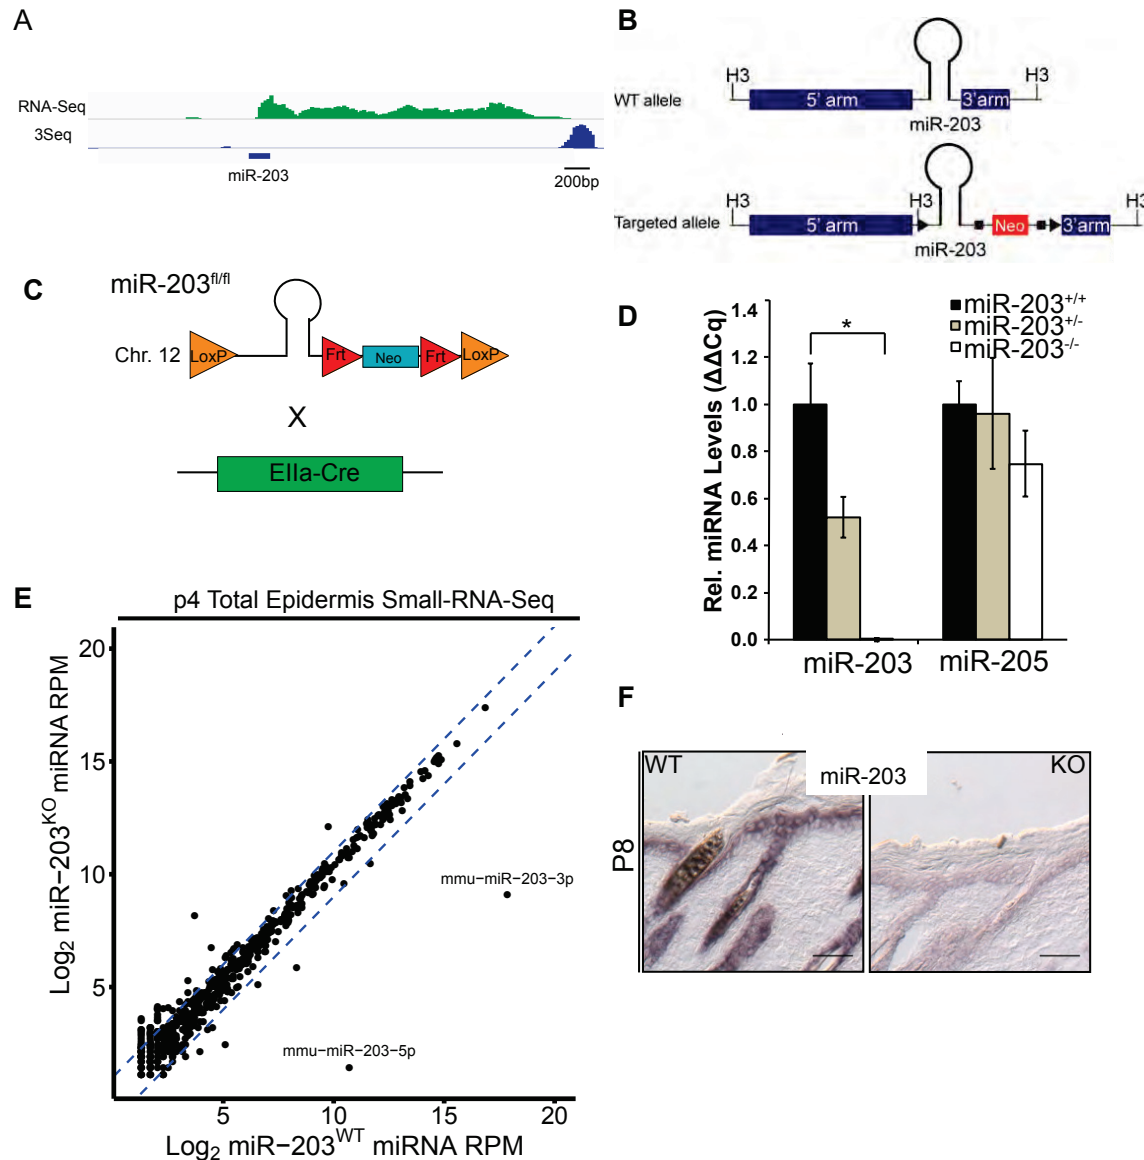 A
RNA-Seq
3Seq
miR-203
200bp
B
H3
H3
WT allele
5' arm
3'arm
miR-203
H3
H3
H3
Targeted allele
5' arm
Neo
3'arm
miR-203
C
miR-203fl/fl
Chr. 12
LoxP
Frt
Neo
Frt
LoxP
X
EIIa-Cre
D
Rel. miRNA Levels (ΔΔCq)
1.4
1.2
1.0
0.8
0.6
0.4
0.2
0.0
*
miR-203+/+
miR-203+/-
miR-203-/-
miR-203
miR-205
E
p4 Total Epidermis Small-RNA-Seq
Log2 miR-203KO miRNA RPM
20
15
10
5
mmu-miR-203-3p
mmu-miR-203-5p
5
10
15
20
Log2 miR-203WT miRNA RPM
F
WT
miR-203
KO
P8